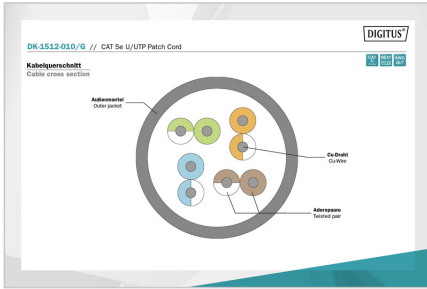 DIGITUS®
DK-1512-010/G // CAT 5e U/UTP Patch Cord
Kabelquerschnitt
Cable cross section
Außenmantel
Outer jacket
Cu-Draht
Cu-Wire
Aderspaare
Twisted pair